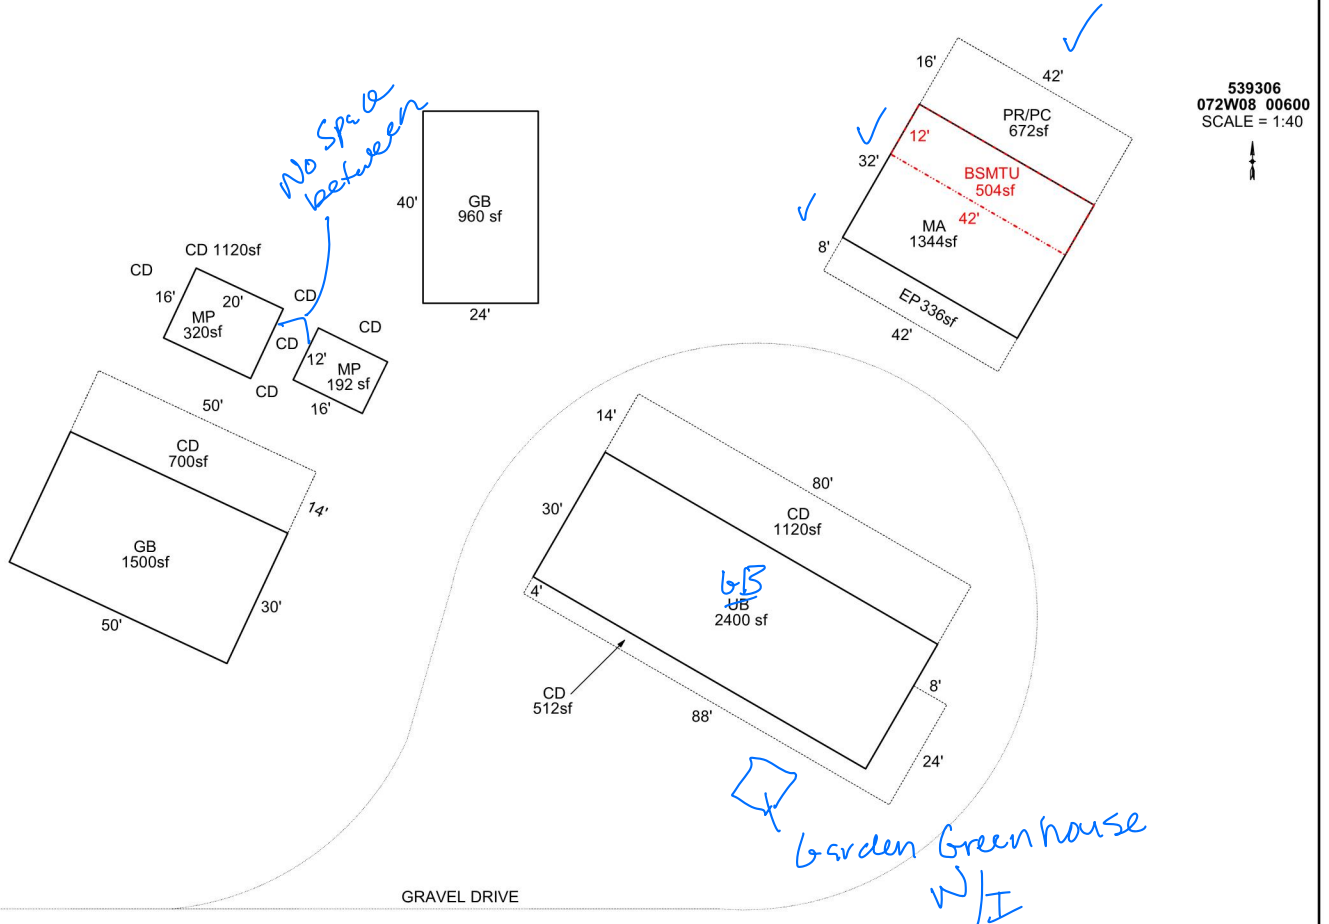 539306
072W08 00600
SCALE = 1:40
16'
42'
PR/PC
672sf
12'
32'
BSMTU
504sf
42'
MA
1344sf
8'
EP336sf
42'
No Space
between
GB
960 sf
40'
24'
CD 1120sf
CD
16'
20'
MP
320sf
CD
CD
CD
CD
12'
MP
192 sf
16'
50'
CD
700sf
14'
GB
1500sf
30'
50'
14'
80'
CD
1120sf
30'
GB
UB
2400 sf
4'
CD
512sf
88'
8'
24'
Garden Greenhouse
W/I
GRAVEL DRIVE